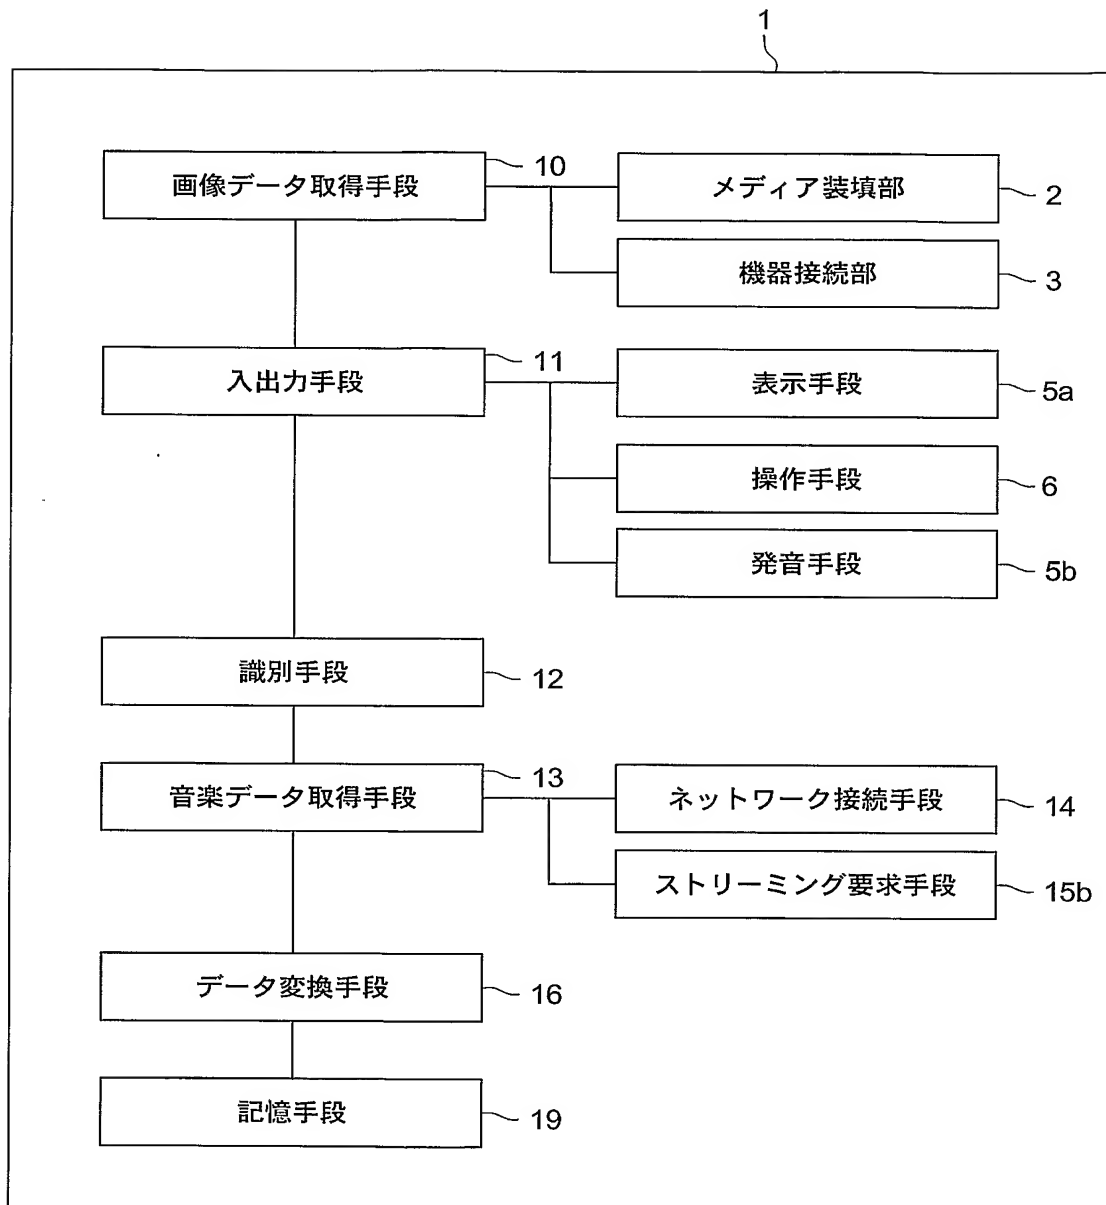 1
画像データ取得手段
10
メディア装填部
2
機器接続部
3
入出力手段
11
表示手段
5a
操作手段
6
発音手段
5b
識別手段
12
音楽データ取得手段
13
ネットワーク接続手段
14
ストリーミング要求手段
15b
データ変換手段
16
記憶手段
19